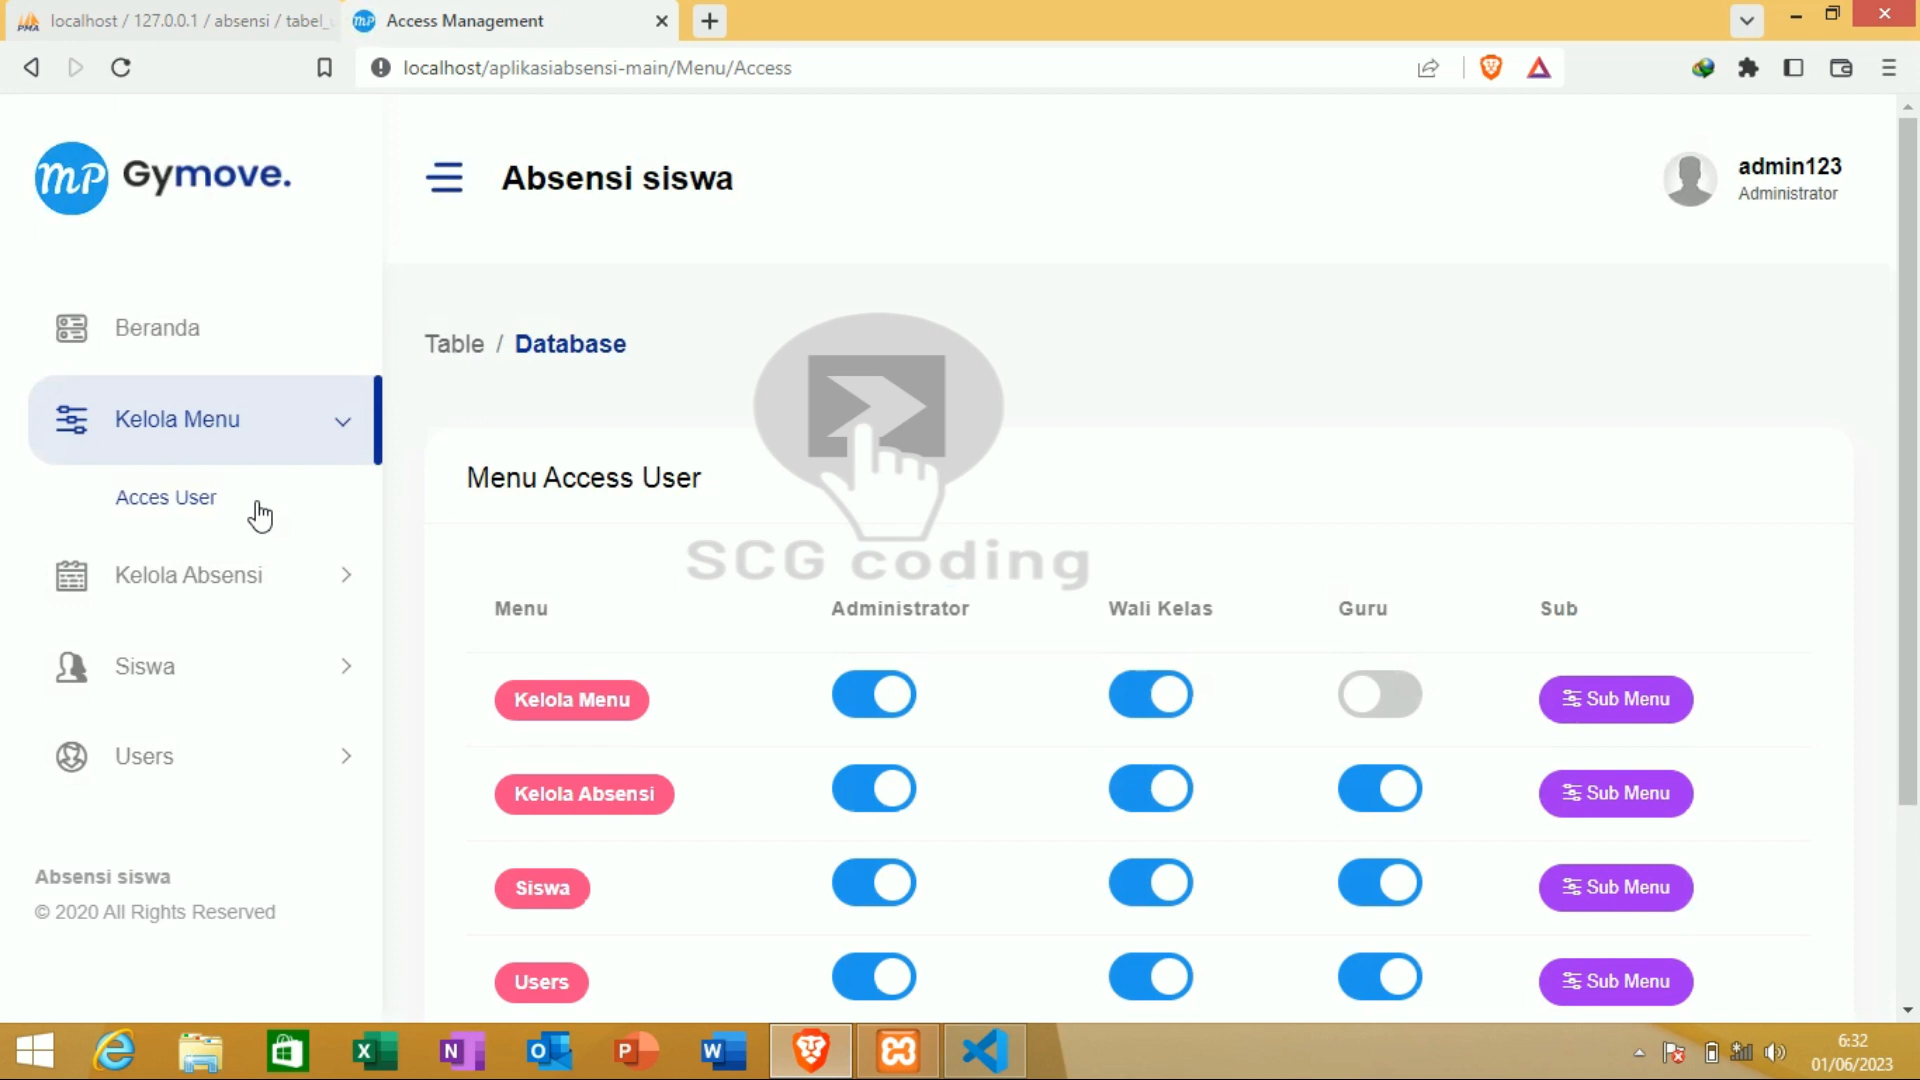 localhost / 127.0.0.1 / absensi / tabel_u
Access Management
localhost/aplikasiabsensi-main/Menu/Access
mp Gymove.
Absensi siswa
admin123
Administrator
Beranda
Kelola Menu
Acces User
Kelola Absensi
Siswa
Users
Absensi siswa
© 2020 All Rights Reserved
Table / Database
Menu Access User
SCG coding
Menu Administrator Wali Kelas Guru Sub
Kelola Menu Sub Menu
Kelola Absensi Sub Menu
Siswa Sub Menu
Users Sub Menu
6:32
01/06/2023